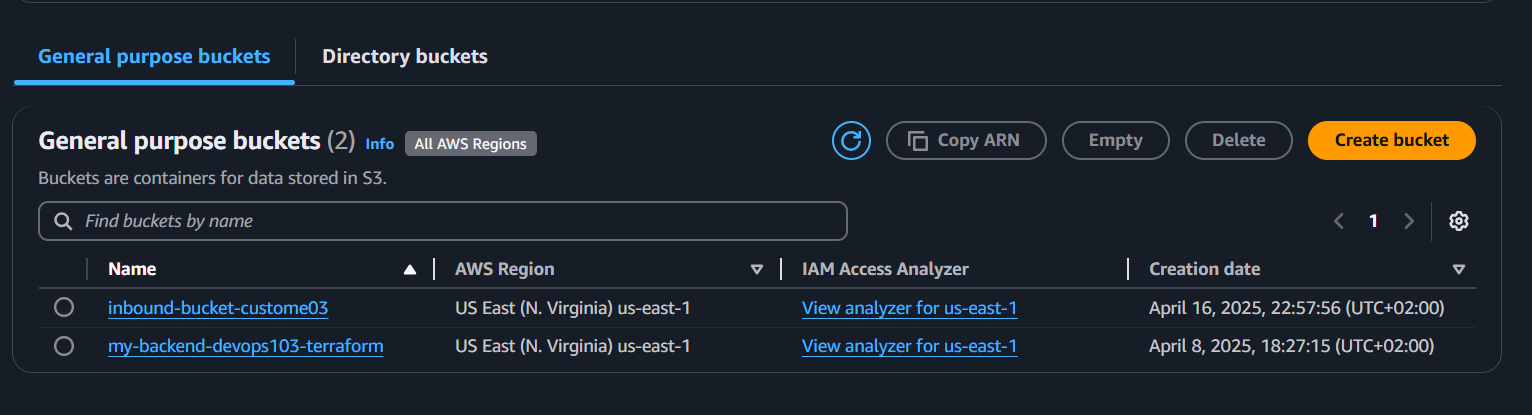 General purpose buckets Directory buckets
General purpose buckets (2) Info All AWS Regions Copy ARN Empty Delete Create bucket
Buckets are containers for data stored in S3.
Find buckets by name 1
Name AWS Region IAM Access Analyzer Creation date
inbound-bucket-custome03 US East (N. Virginia) us-east-1 View analyzer for us-east-1 April 16, 2025, 22:57:56 (UTC+02:00)
my-backend-devops103-terraform US East (N. Virginia) us-east-1 View analyzer for us-east-1 April 8, 2025, 18:27:15 (UTC+02:00)